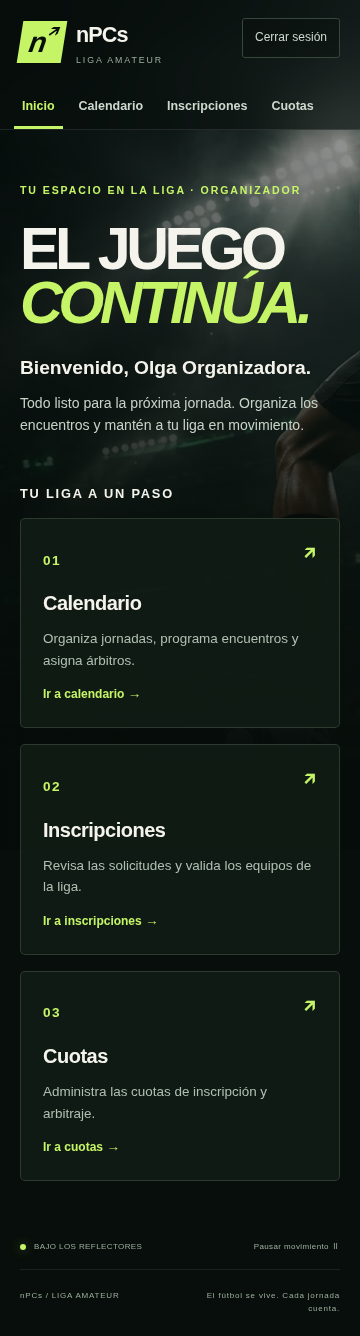 n
nPCs
LIGA AMATEUR
Cerrar sesión
Inicio
Calendario
Inscripciones
Cuotas
TU ESPACIO EN LA LIGA · ORGANIZADOR
EL JUEGO
CONTINÚA.
Bienvenido, Olga Organizadora.
Todo listo para la próxima jornada. Organiza los
encuentros y mantén a tu liga en movimiento.
TU LIGA A UN PASO
01
Calendario
Organiza jornadas, programa encuentros y
asigna árbitros.
Ir a calendario →
02
Inscripciones
Revisa las solicitudes y valida los equipos de
la liga.
Ir a inscripciones →
03
Cuotas
Administra las cuotas de inscripción y
arbitraje.
Ir a cuotas →
BAJO LOS REFLECTORES
Pausar movimiento
nPCs / LIGA AMATEUR
El fútbol se vive. Cada jornada
cuenta.